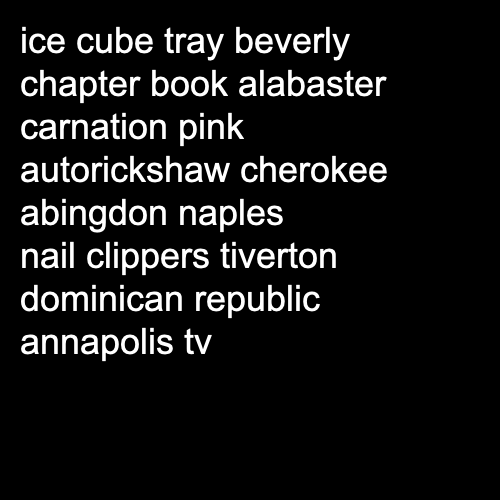 ice cube tray beverly
chapter book alabaster
carnation pink
autorickshaw cherokee
abingdon naples
nail clippers tiverton
dominican republic
annapolis tv